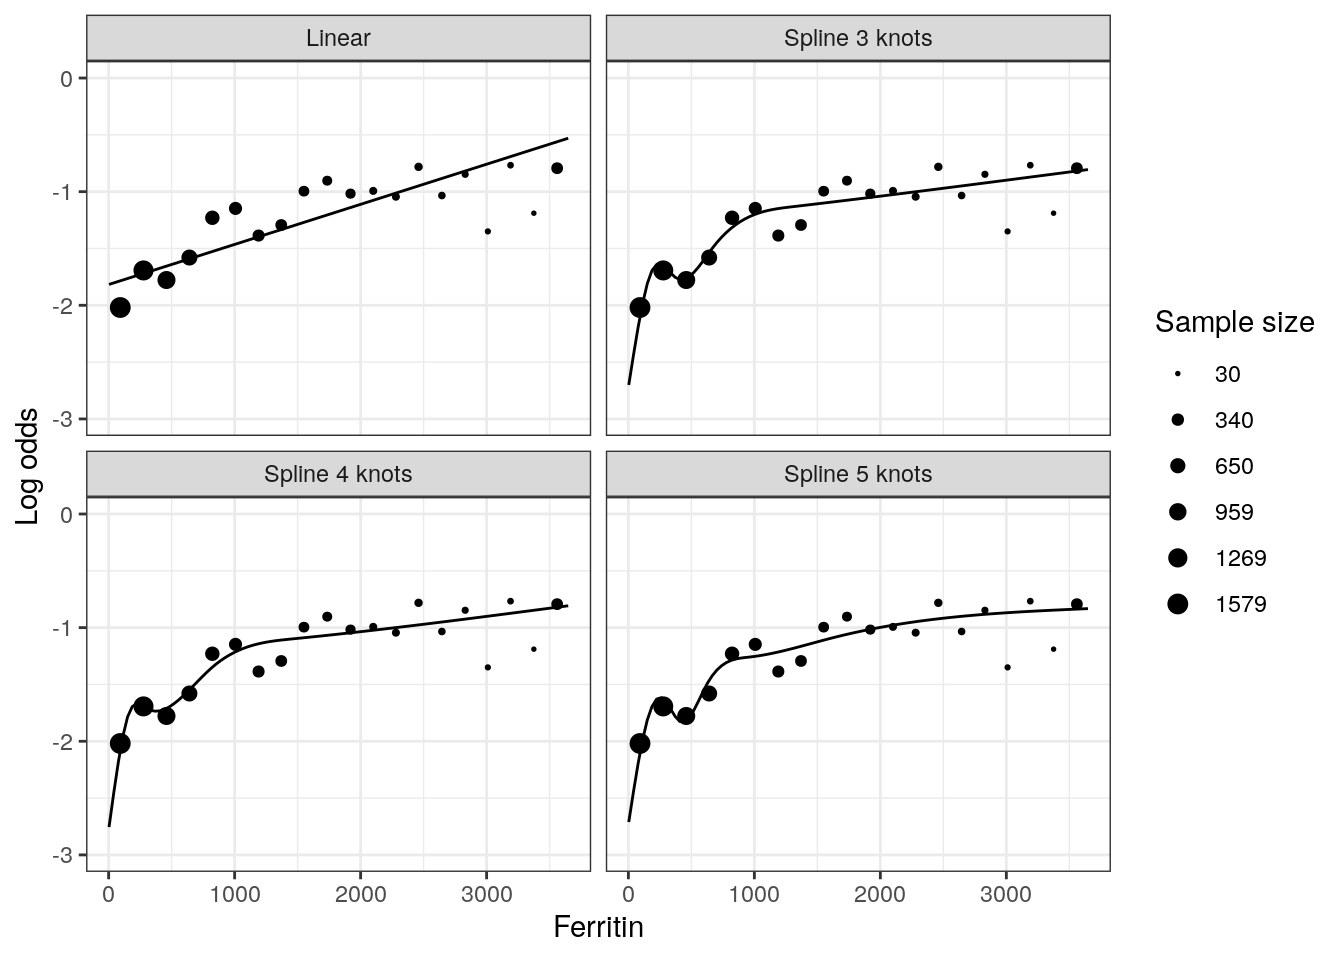 Linear
Spline 3 knots
0
-1
-2
-3
Spline 4 knots
Spline 5 knots
0
-1
-2
-3
0 1000 2000 3000
0 1000 2000 3000
Ferritin
Log odds
Sample size
30
340
650
959
1269
1579